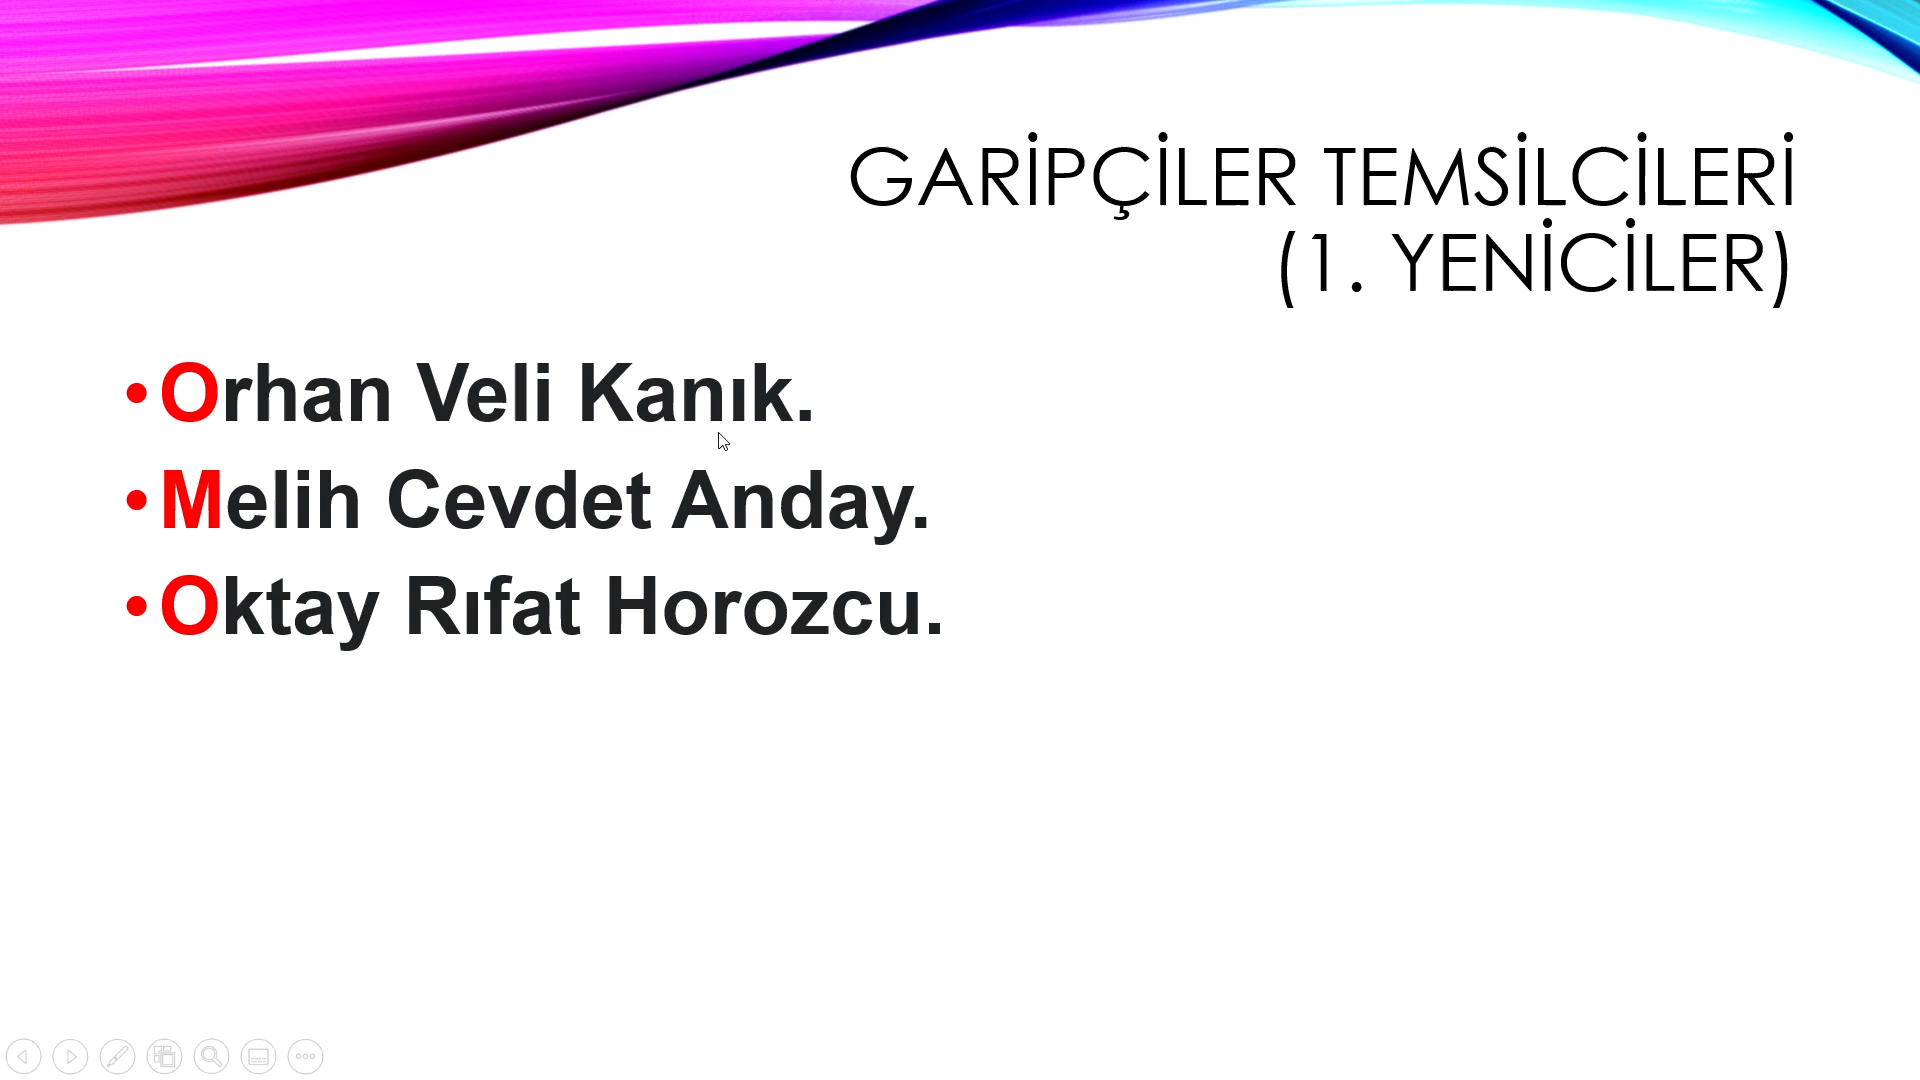 GARİPÇİLER TEMSİLCİLERİ
(1. YENİCİLER)
•Orhan Veli Kanık.
•Melih Cevdet Anday.
•Oktay Rıfat Horozcu.